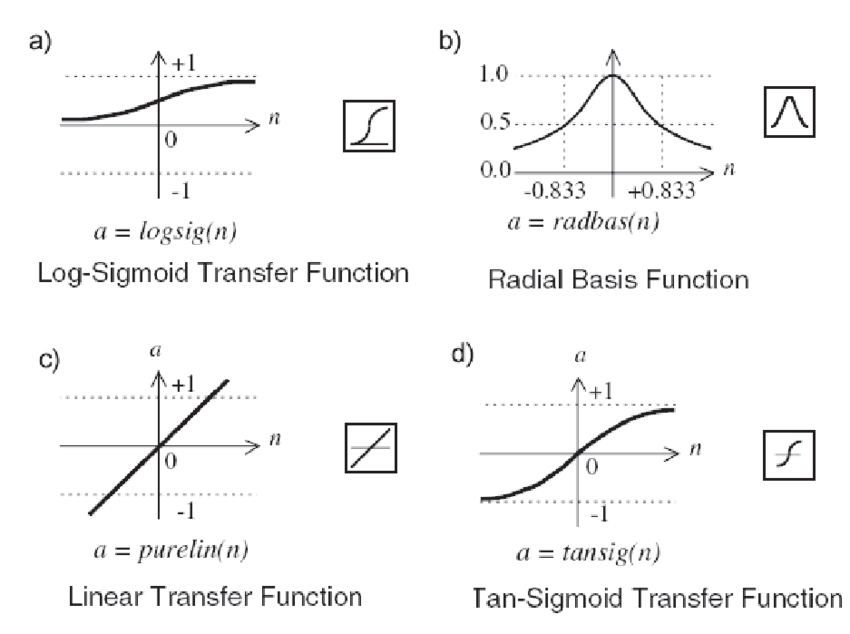 a)
+1
n
0
-1
a = logsig(n)
Log-Sigmoid Transfer Function
b)
1.0
0.5
0.0
n
-0.833 +0.833
a = radbas(n)
Radial Basis Function
c)
a
+1
n
0
-1
a = purelin(n)
Linear Transfer Function
d)
a
+1
n
0
-1
a = tansig(n)
Tan-Sigmoid Transfer Function